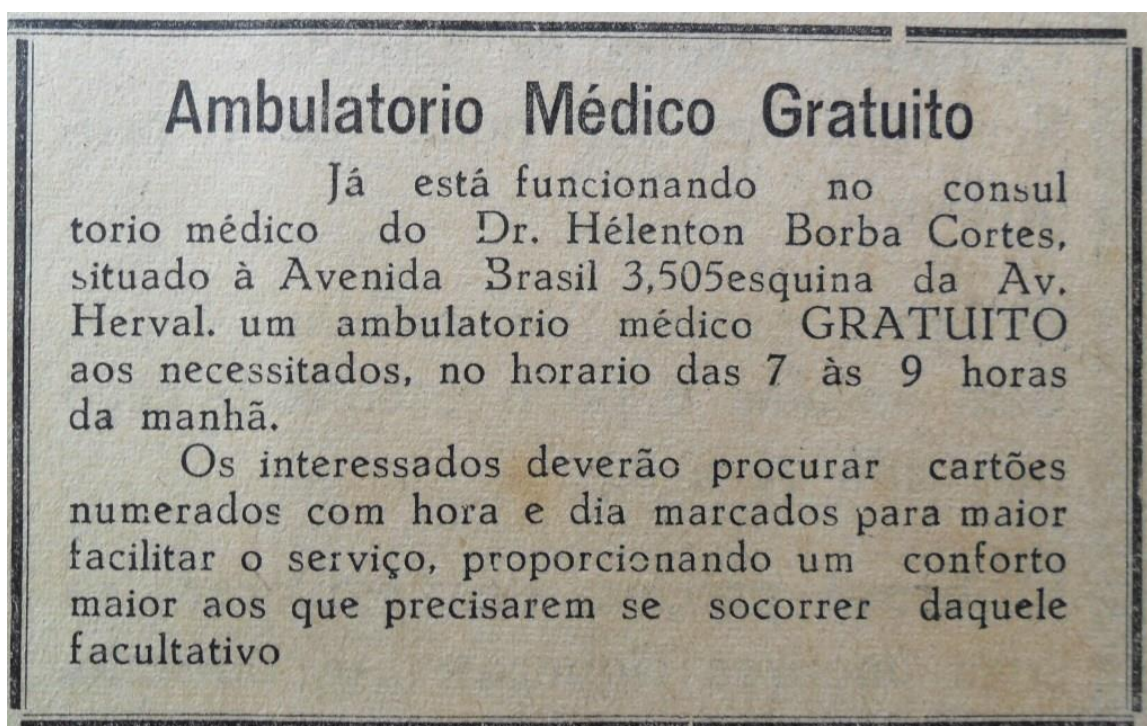 Ambulatorio Médico Gratuito
Já está funcionando no consul
torio médico do Dr. Hélenton Borba Cortes,
situado à Avenida Brasil 3,505esquina da Av.
Herval. um ambulatorio médico GRATUITO
aos necessitados, no horario das 7 às 9 horas
da manhã.
Os interessados deverão procurar cartões
numerados com hora e dia marcados para maior
facilitar o serviço, proporcionando um conforto
maior aos que precisarem se socorrer daquele
facultativo